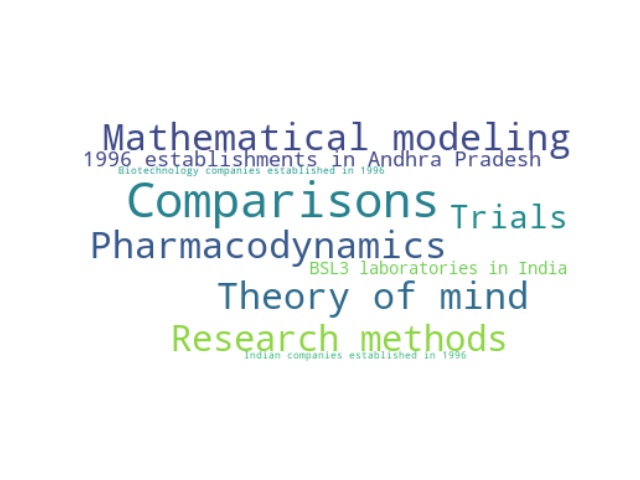 Mathematical modeling
1996 establishments in Andhra Pradesh
Biotechnology companies established in 1996
Comparisons
Trials
Pharmacodynamics
BSL3 laboratories in India
Theory of mind
Research methods
Indian companies established in 1996